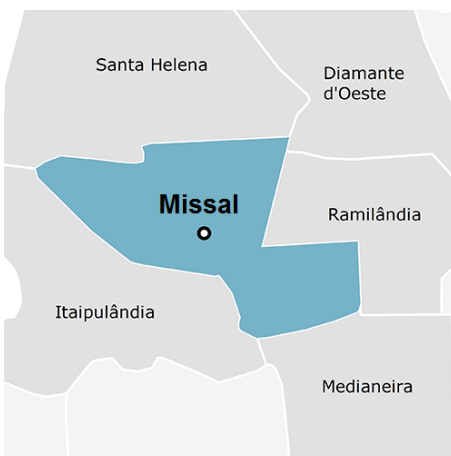 Santa Helena
Diamante
d'Oeste
Missal
Ramilândia
Itaipulândia
Medianeira